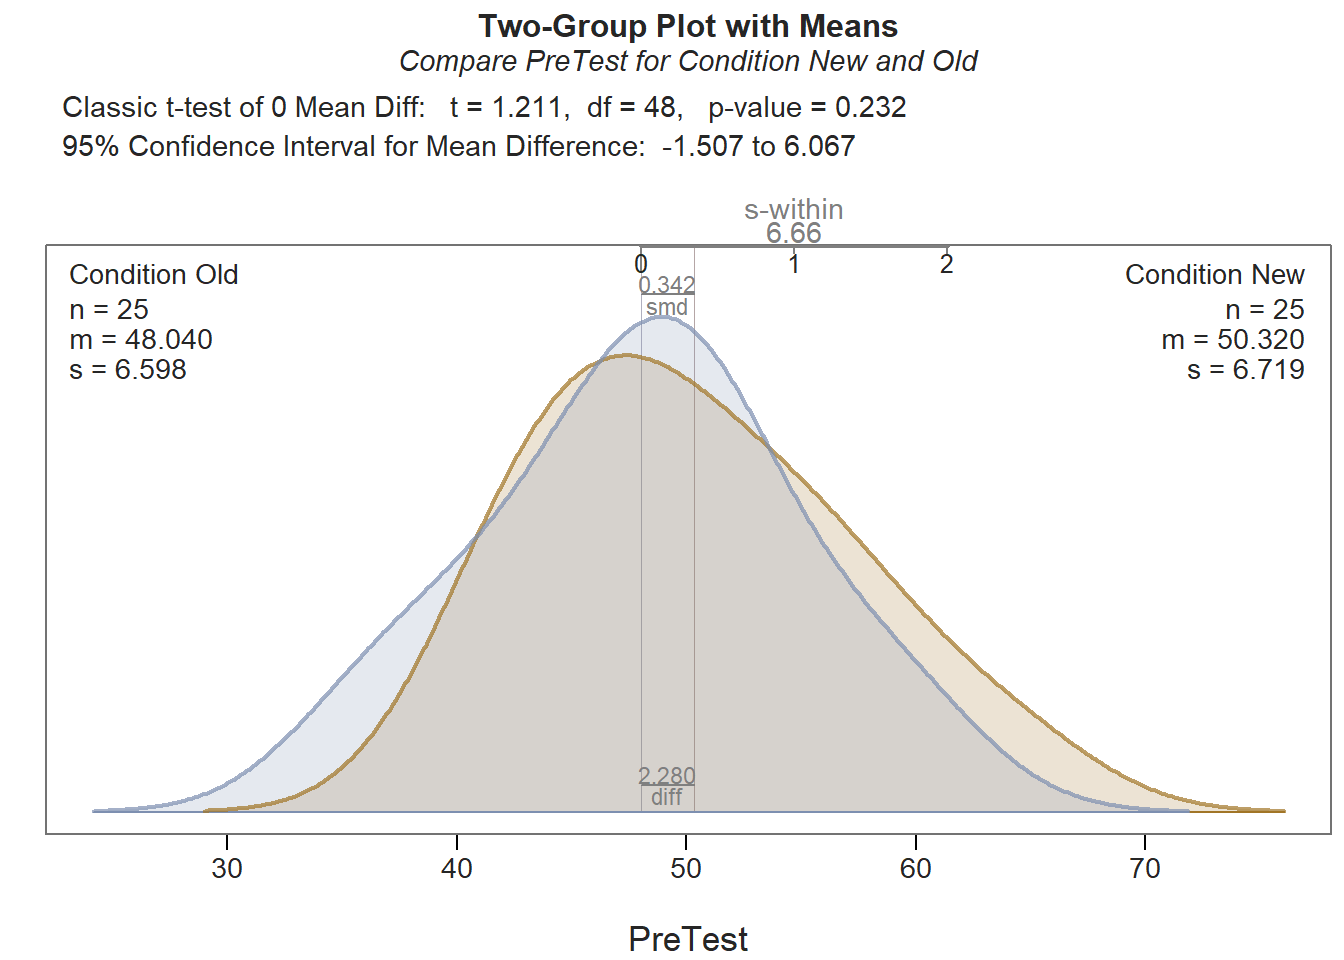 Two-Group Plot with Means
Compare PreTest for Condition New and Old
Classic t-test of 0 Mean Diff:   t = 1.211,  df = 48,   p-value = 0.232
95% Confidence Interval for Mean Difference:  -1.507 to 6.067
s-within
6.66
0 1 2
0.342
smd
Condition Old
n = 25
m = 48.040
s = 6.598
Condition New
n = 25
m = 50.320
s = 6.719
2.280
diff
30 40 50 60 70
PreTest